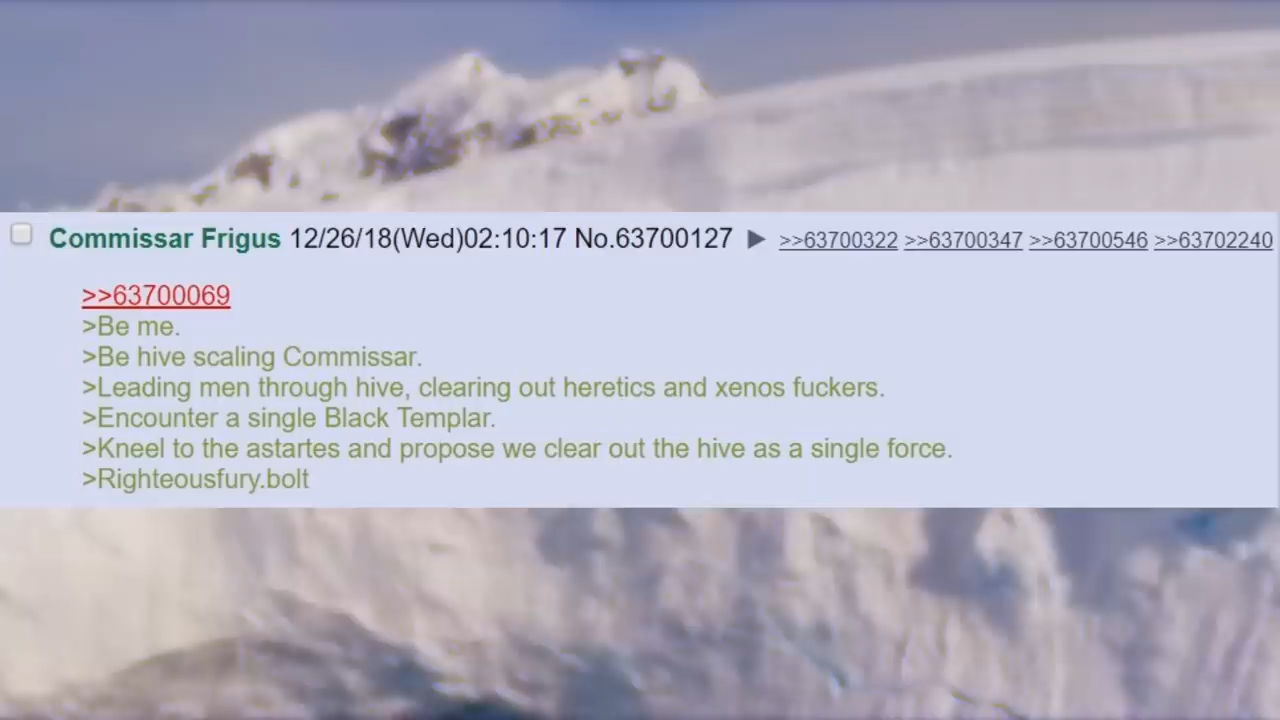 Commissar Frigus 12/26/18(Wed)02:10:17 No.63700127 ▶ >>63700322 >>63700347 >>63700546 >>63702240
>>63700069
>Be me.
>Be hive scaling Commissar.
>Leading men through hive, clearing out heretics and xenos fuckers.
>Encounter a single Black Templar.
>Kneel to the astartes and propose we clear out the hive as a single force.
>Righteousfury.bolt